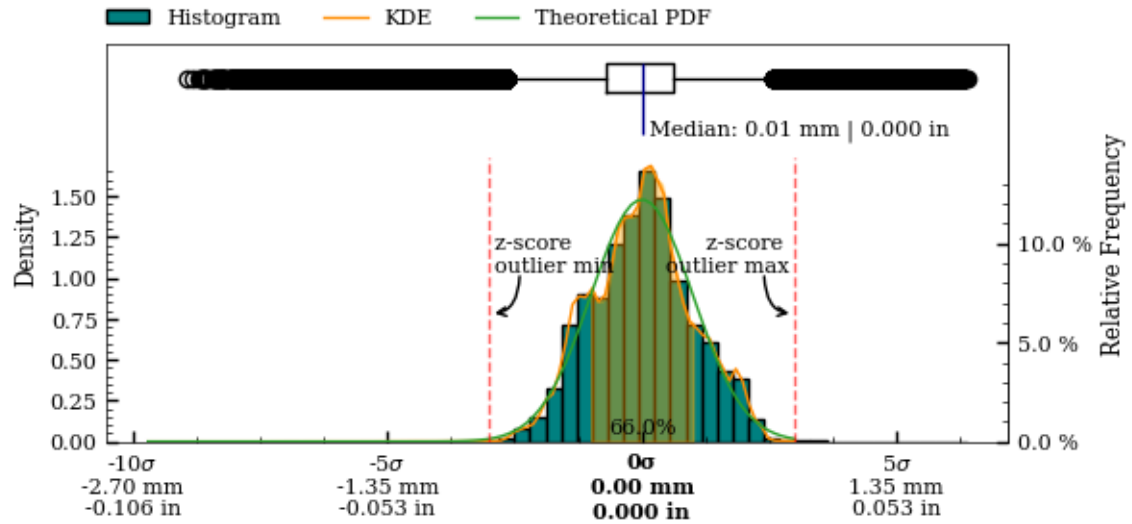 Histogram KDE Theoretical PDF
Median: 0.01 mm | 0.000 in
Density
Relative Frequency
1.50
1.25
1.00
0.75
0.50
0.25
0.00
10.0 %
5.0 %
0.0 %
z-score
outlier min
z-score
outlier max
66.0%
-10σ -5σ 0σ 5σ
-2.70 mm -1.35 mm 0.00 mm 1.35 mm
-0.106 in -0.053 in 0.000 in 0.053 in